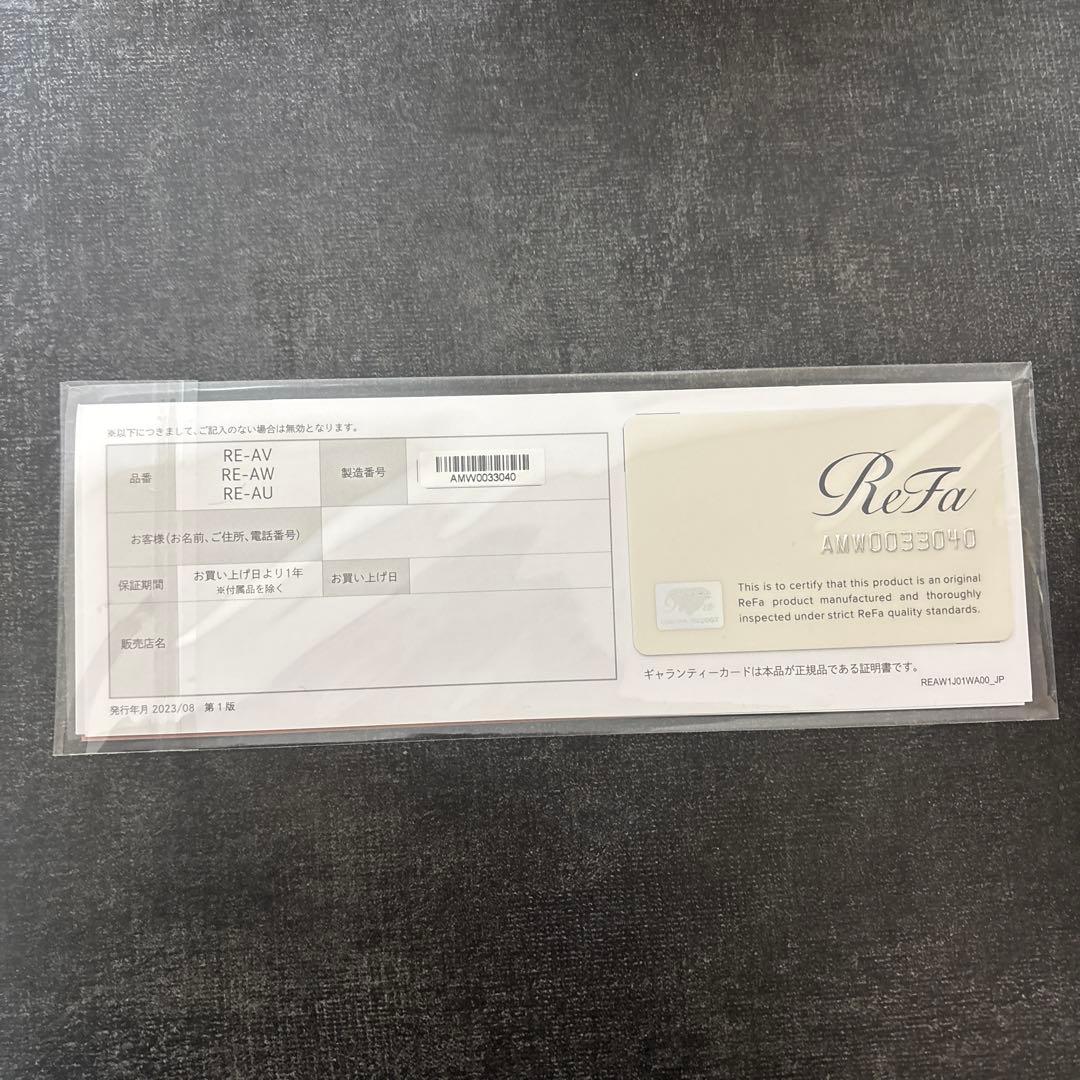 ※以下につきまして、ご記入のない場合は無効となります。
品番
RE-AV
RE-AW
RE-AU
製造番号
AMW0033040
お客様(お名前、ご住所、電話番号)
保証期間
お買い上げ日より1年
※付属品を除く
お買い上げ日
販売店名
発行年月 2023/08 第1版
ReFa
AMW0033040
This is to certify that this product is an original
ReFa product manufactured and thoroughly
inspected under strict ReFa quality standards.
ギャランティーカードは本品が正規品である証明書です。
REAW1J01WA00_JP